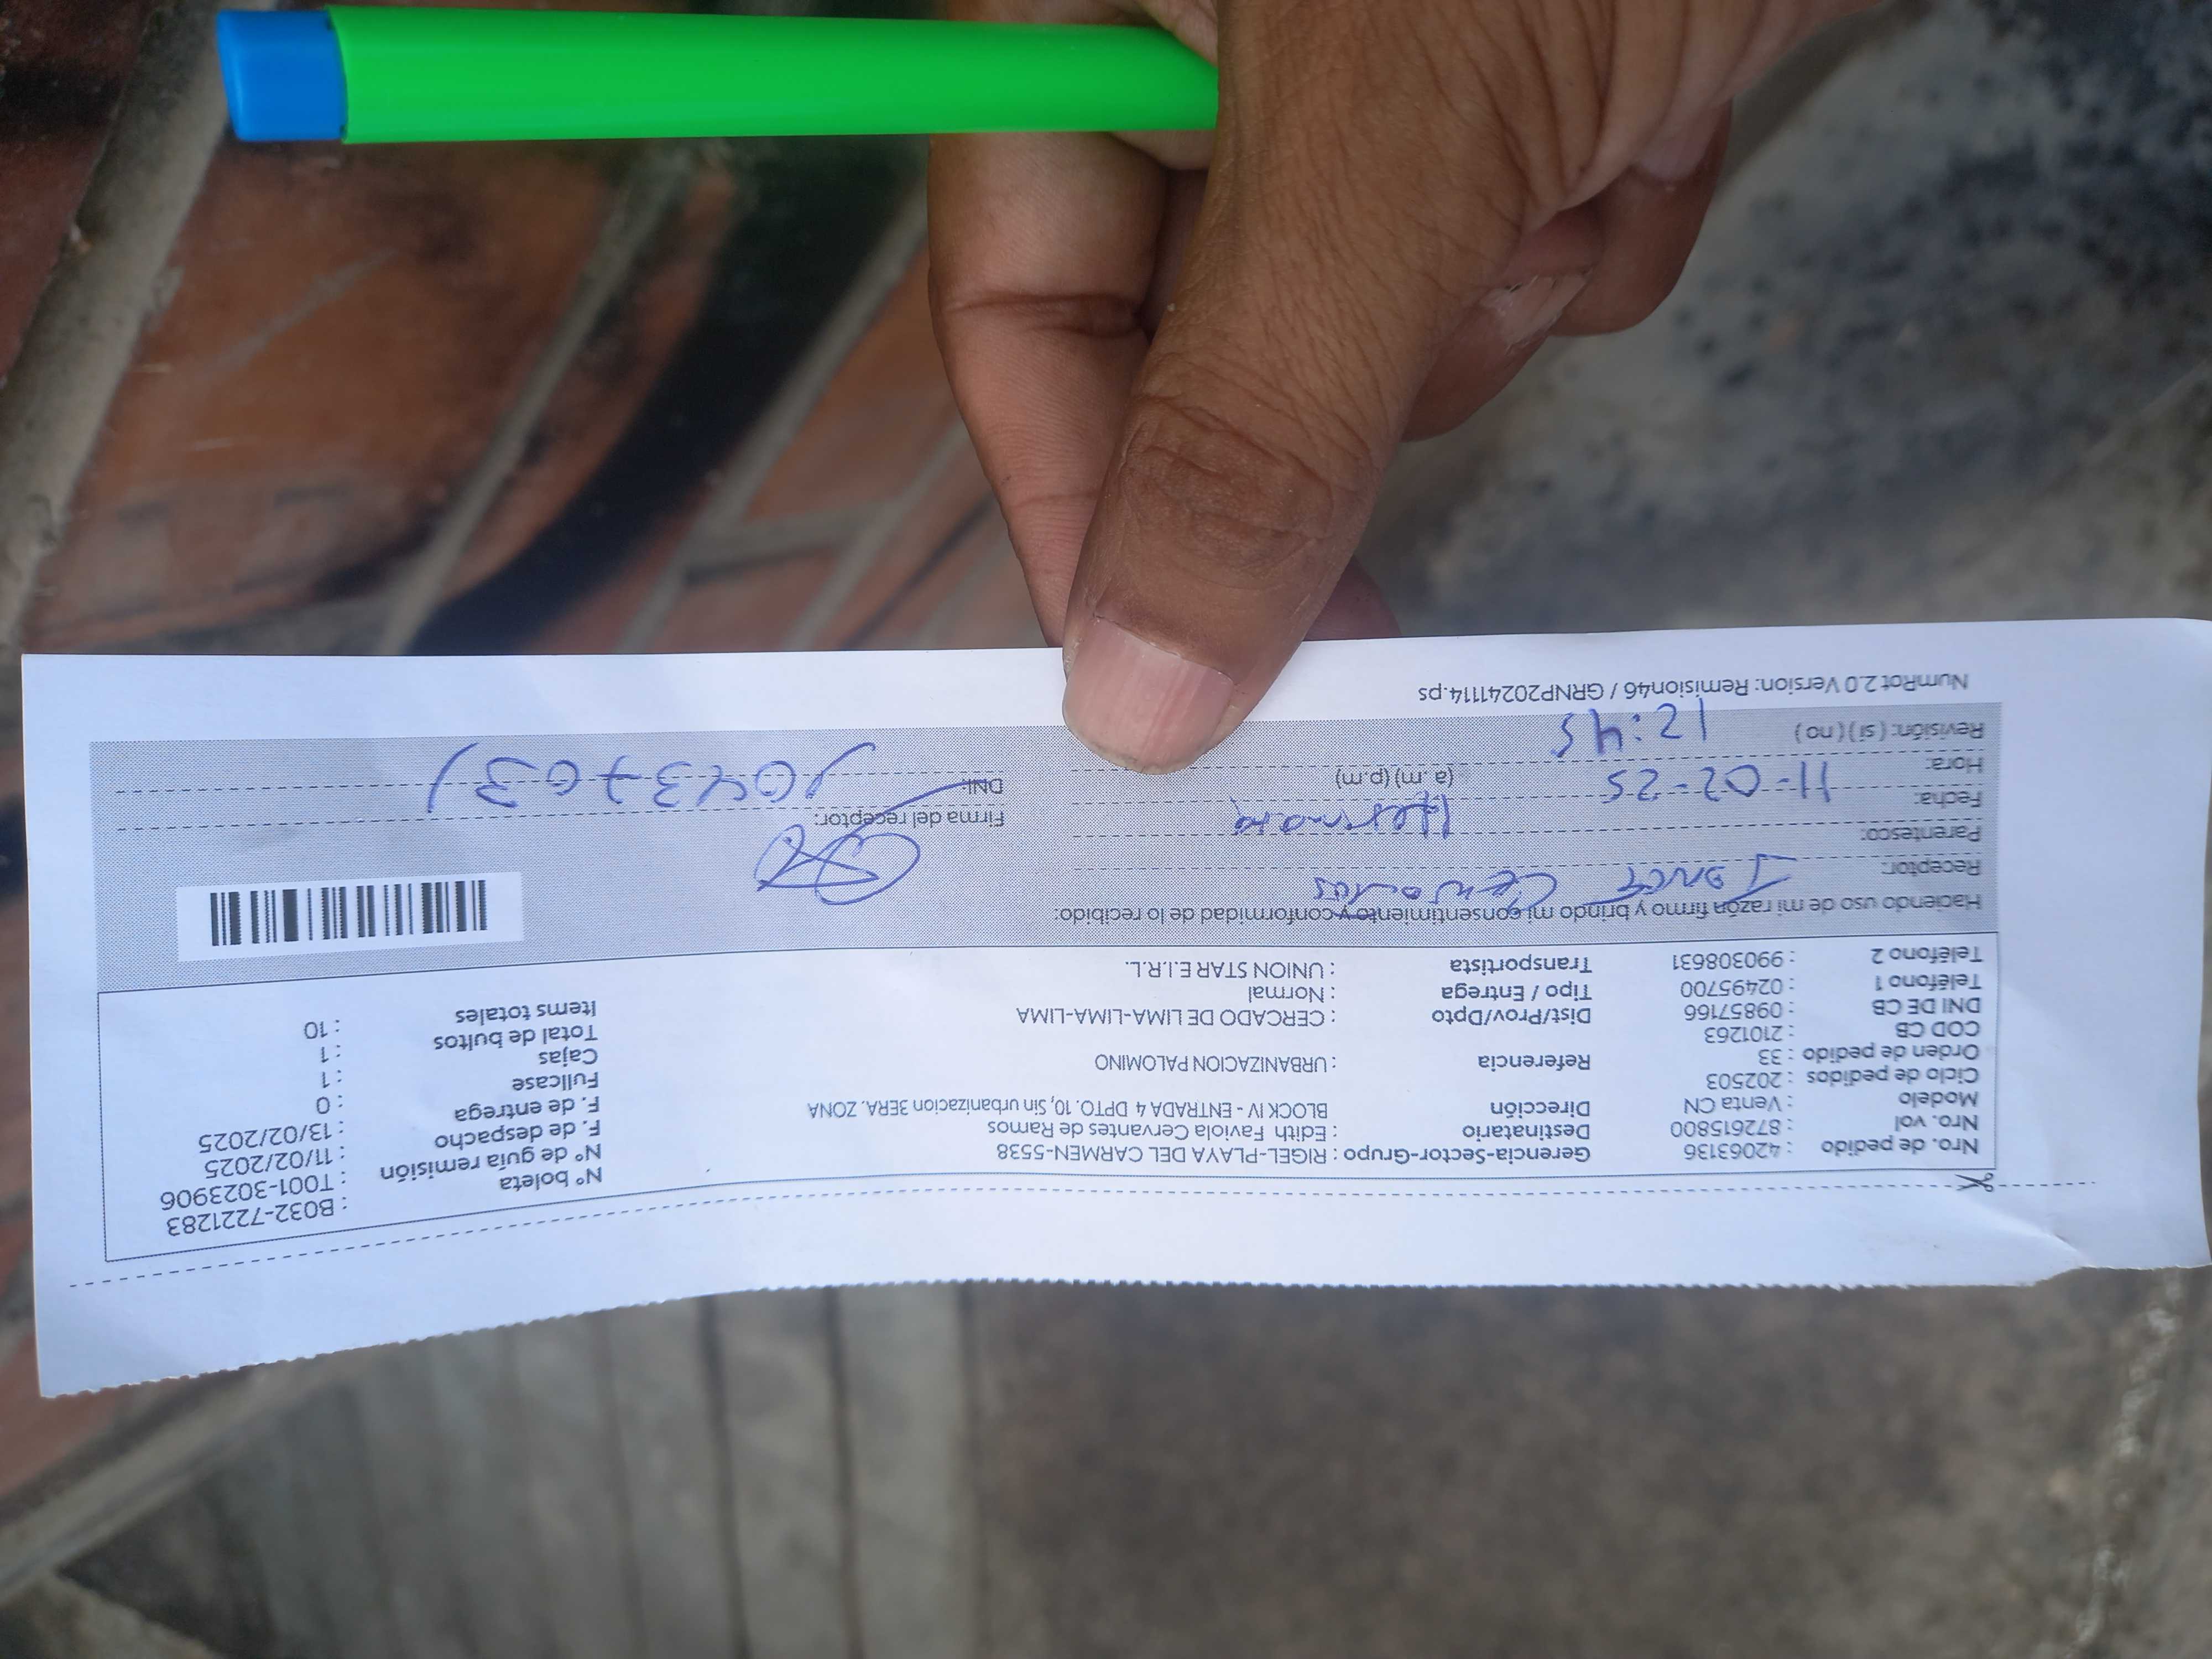 Nro. de pedido : 42063136 Gerencia-Sector-Grupo : RIGEL-PLAYA DEL CARMEN-5538 N° boleta : B032-7221283
Nro. vol : 872615800 Destinatario : Edith Faviola Cervantes de Ramos N° de guia remisión : T001-3023906
Modelo : Venta CN Dirección BLOCK IV - ENTRADA 4 DPTO. 10, Sin urbanizacion 3ERA. ZONA F. de despacho : 11/02/2025
Ciclo de pedidos : 202503 F. de entrega : 13/02/2025
Orden de pedido : 33 Referencia : URBANIZACION PALOMINO Fullcase : 0
COD CB : 2101263 Cajas : 1
DNI DE CB : 09857166 Dist/Prov/Dpto : CERCADO DE LIMA-LIMA-LIMA Total de bultos : 1
Teléfono 1 : 02495700 Tipo / Entrega : Normal Items totales : 10
Teléfono 2 : 990308631 Transportista : UNION STAR E.I.R.L.
Haciendo uso de mi razón firmo y brindo mi consentimiento y conformidad de lo recibido:
Receptor: Cervantes
Parentesco: Hermana Firma del receptor:
Fecha: 11-02-25
Hora: 12:45 (a. m) (p.m) DNI:
Revisión: ( si ) ( no )
NumRot 2.0 Version: Remision46 / GRNP20241114.ps